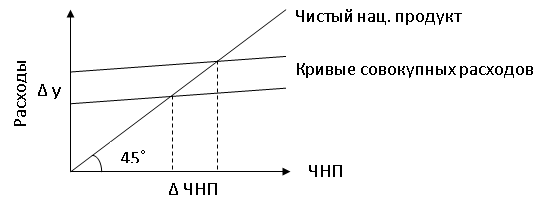 Чистый нац. продукт
Кривые совокупных расходов
Расходы
Δ у
45˚
ЧНП
Δ ЧНП